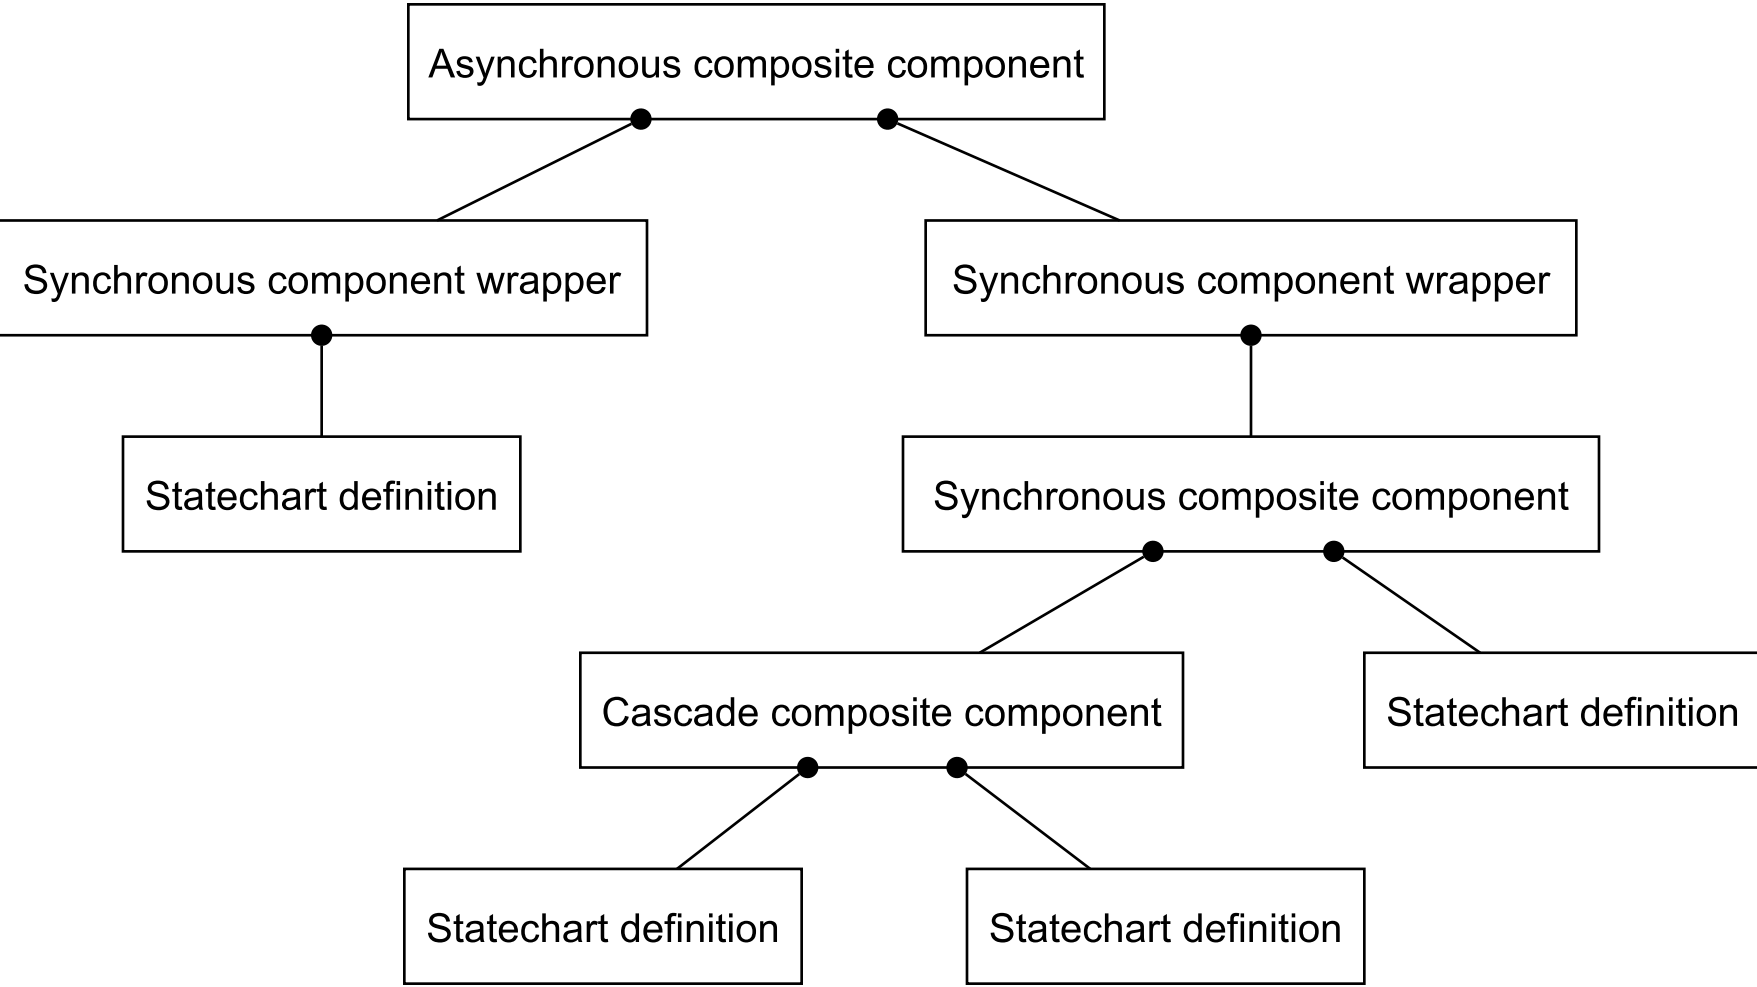 Asynchronous composite component
Synchronous component wrapper
Synchronous component wrapper
Statechart definition
Synchronous composite component
Cascade composite component
Statechart definition
Statechart definition
Statechart definition